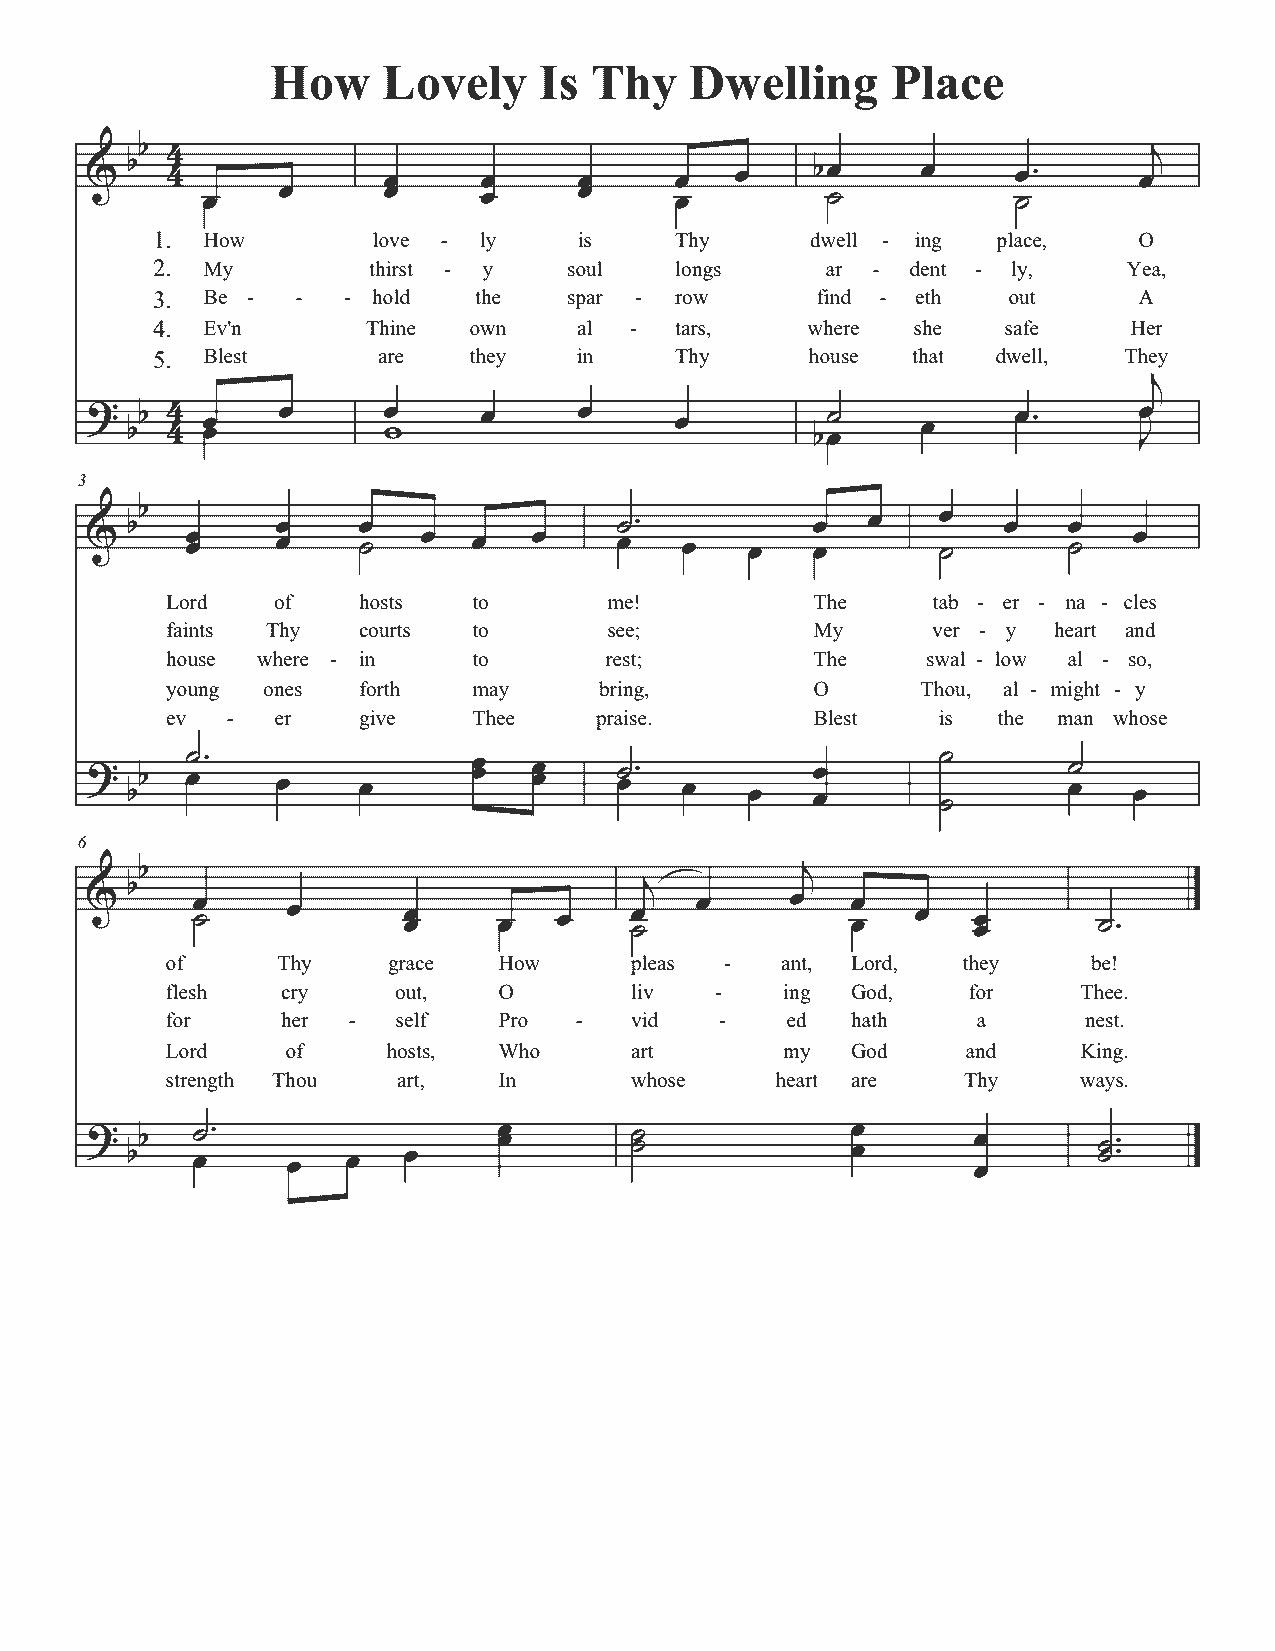 How Lovely Is Thy Dwelling Place
1. How love - ly is Thy dwell - ing place, O
2. My thirst - y soul longs ar - dent - ly, Yea,
3. Be - - - hold the spar - row find - eth out A
4. Ev'n Thine own al - tars, where she safe Her
5. Blest are they in Thy house that dwell, They
3
Lord of hosts to me! The tab - er - na - cles
faints Thy courts to see; My ver - y heart and
house where - in to rest; The swal - low al - so,
young ones forth may bring, O Thou, al - might - y
ev - er give Thee praise. Blest is the man whose
6
of Thy grace How pleas - ant, Lord, they be!
flesh cry out, O liv - ing God, for Thee.
for her - self Pro - vid - ed hath a nest.
Lord of hosts, Who art my God and King.
strength Thou art, In whose heart are Thy ways.